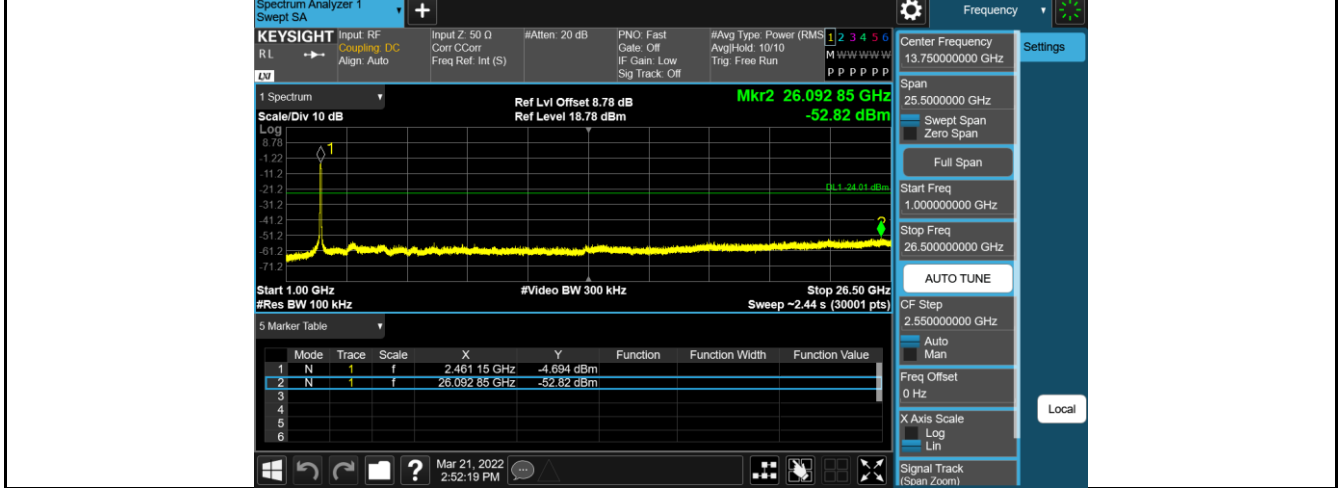 Spectrum Analyzer 1
Swept SA
Frequency
KEYSIGHT
RL
LXI
Input: RF
Coupling: DC
Align: Auto
Input Z: 50 Ω
Corr CCorr
Freq Ref: Int (S)
#Atten: 20 dB
PNO: Fast
Gate: Off
IF Gain: Low
Sig Track: Off
#Avg Type: Power (RMS
Avg|Hold: 10/10
Trig: Free Run
1 2 3 4 5 6
M W W W W W
P P P P P P
1 Spectrum
Scale/Div 10 dB
Ref Lvl Offset 8.78 dB
Ref Level 18.78 dBm
Mkr2 26.092 85 GHz
-52.82 dBm
Log
8.78
-1.22
-11.2
-21.2
-31.2
-41.2
-51.2
-61.2
-71.2
1
DL1 -24.01 dBm
2
Start 1.00 GHz
#Video BW 300 kHz
Stop 26.50 GHz
#Res BW 100 kHz
Sweep ~2.44 s (30001 pts)
5 Marker Table
Mode Trace Scale X Y Function Function Width Function Value
1 N 1 f 2.461 15 GHz -4.694 dBm
2 N 1 f 26.092 85 GHz -52.82 dBm
3
4
5
6
?
Mar 21, 2022
2:52:19 PM
Center Frequency
13.750000000 GHz
Span
25.5000000 GHz
Swept Span
Zero Span
Full Span
Start Freq
1.000000000 GHz
Stop Freq
26.500000000 GHz
AUTO TUNE
CF Step
2.550000000 GHz
Auto
Man
Freq Offset
0 Hz
X Axis Scale
Log
Lin
Signal Track
(Span Zoom)
Settings
Local